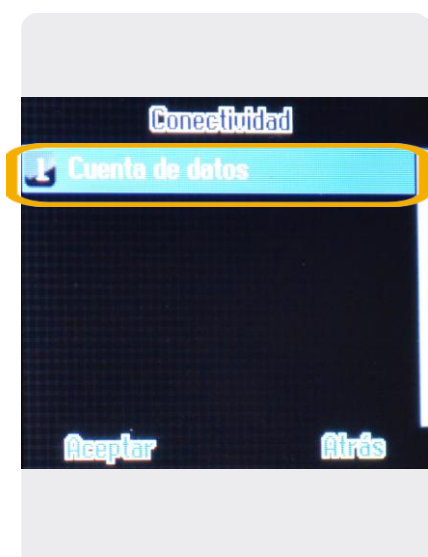 Conectividad
1 Cuenta de datos
Aceptar Atrás